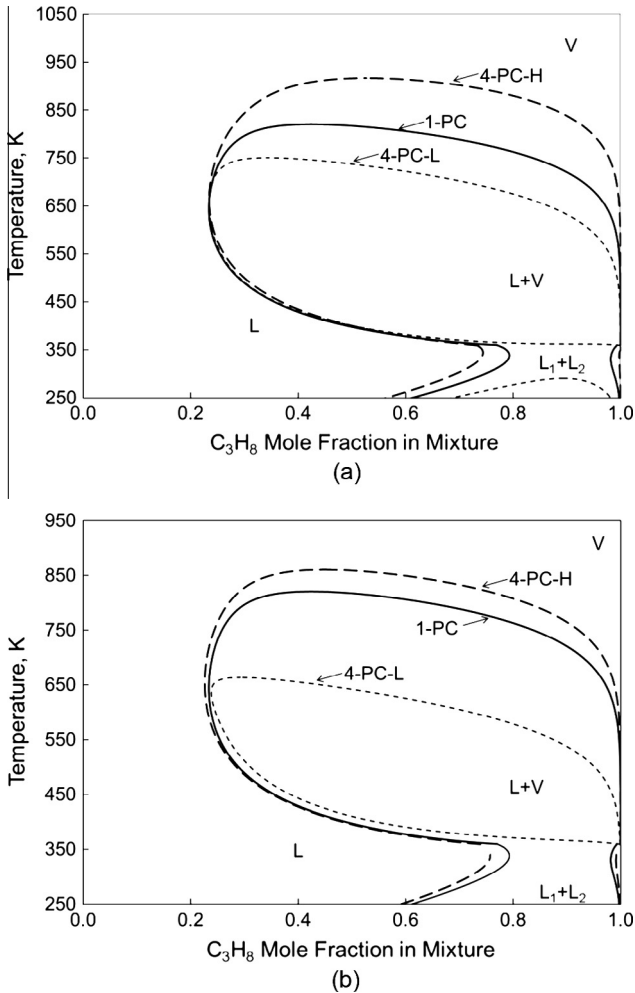 1050
V
950
4-PC-H
850
1-PC
750
4-PC-L
650
Temperature, K
550
L+V
450
L
350
L₁+L₂
250
0.0 0.2 0.4 0.6 0.8 1.0
C₃H₈ Mole Fraction in Mixture
(a)
950
V
850
4-PC-H
1-PC
750
4-PC-L
650
Temperature, K
550
L+V
450
350
L
L₁+L₂
250
0.0 0.2 0.4 0.6 0.8 1.0
C₃H₈ Mole Fraction in Mixture
(b)